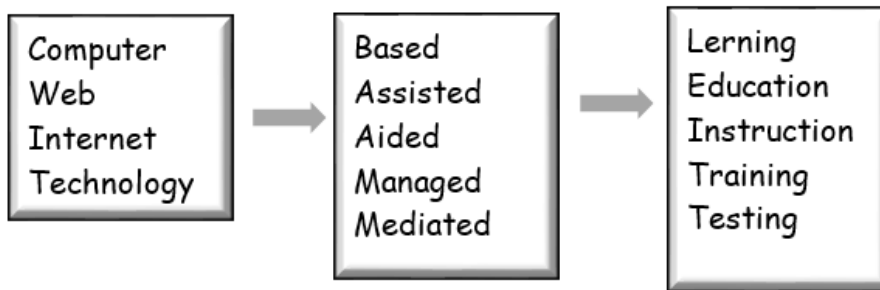 Computer
Web
Internet
Technology
Based
Assisted
Aided
Managed
Mediated
Lerning
Education
Instruction
Training
Testing